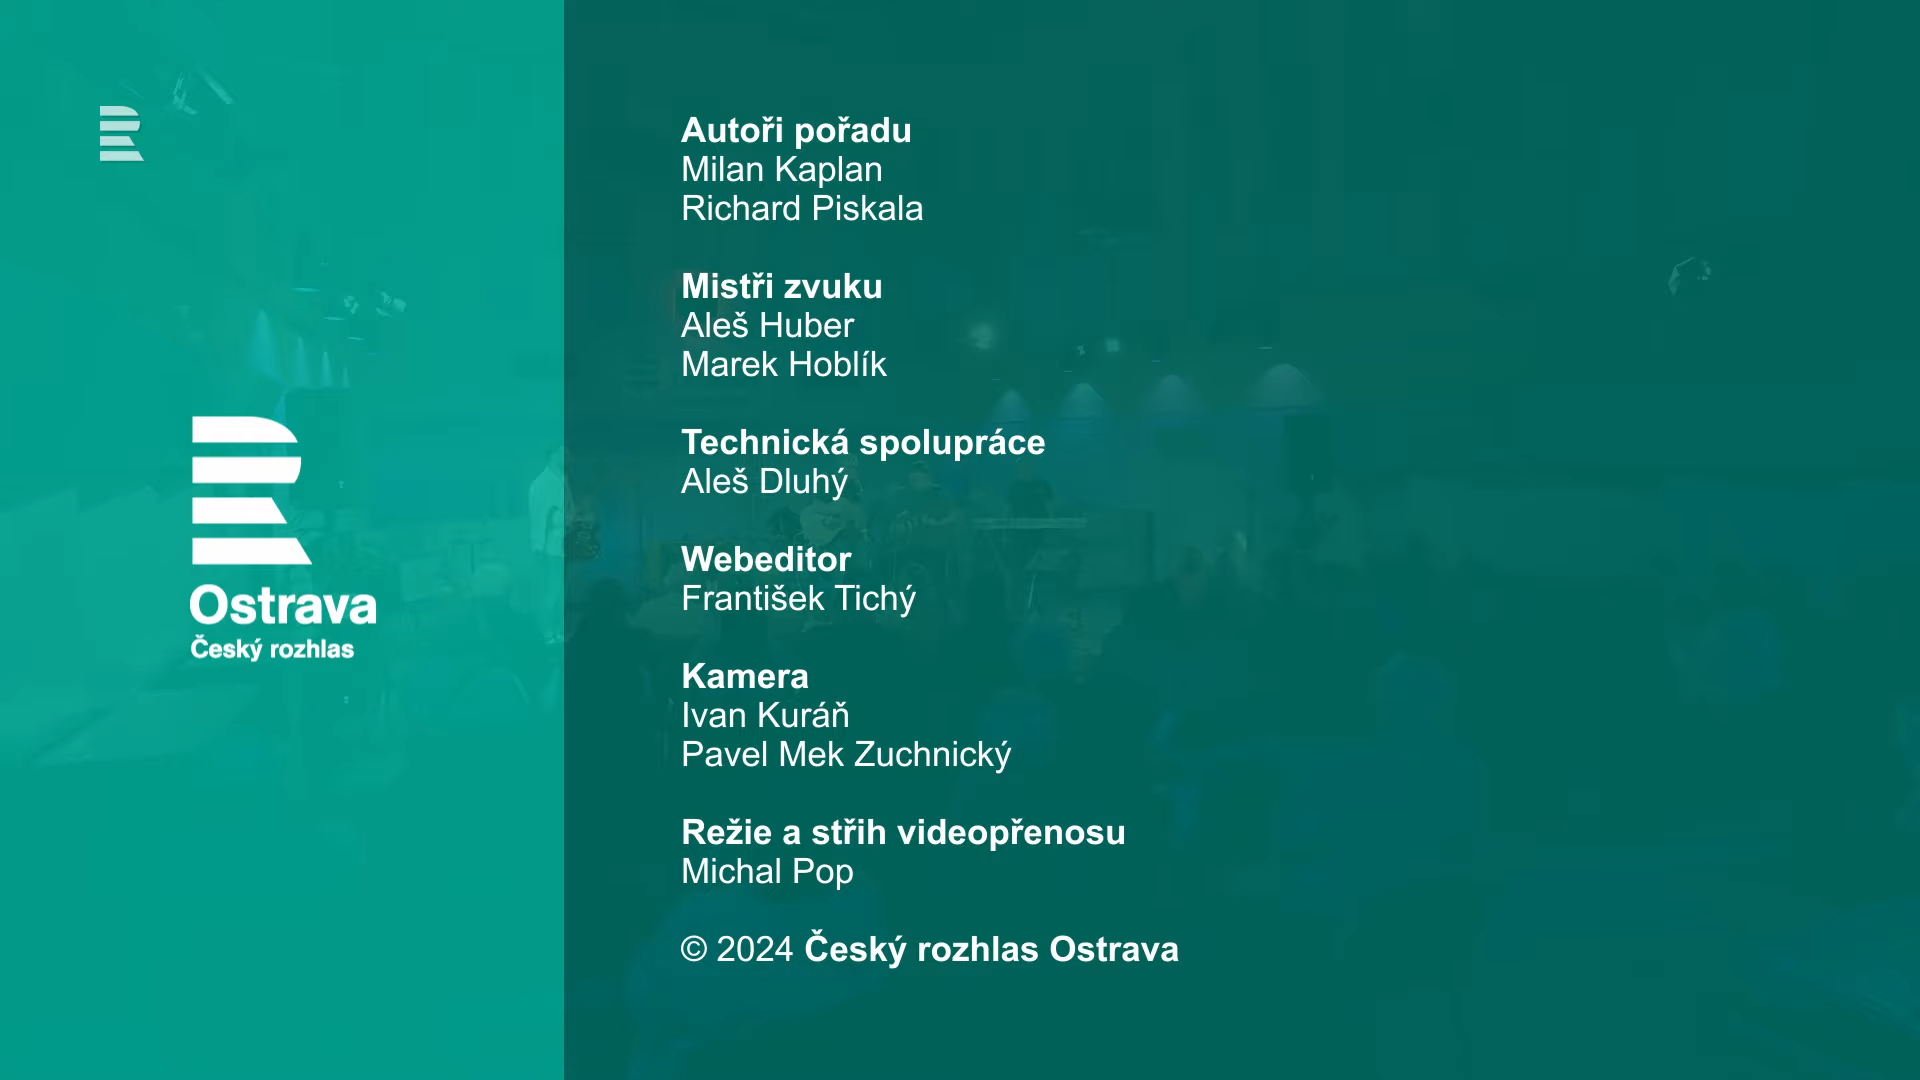 Autoři pořadu
Milan Kaplan
Richard Piskala
Mistři zvuku
Aleš Huber
Marek Hoblík
Technická spolupráce
Aleš Dluhý
Webeditor
František Tichý
Kamera
Ivan Kuráň
Pavel Mek Zuchnický
Režie a střih videopřenosu
Michal Pop
© 2024 Český rozhlas Ostrava
Ostrava
Český rozhlas